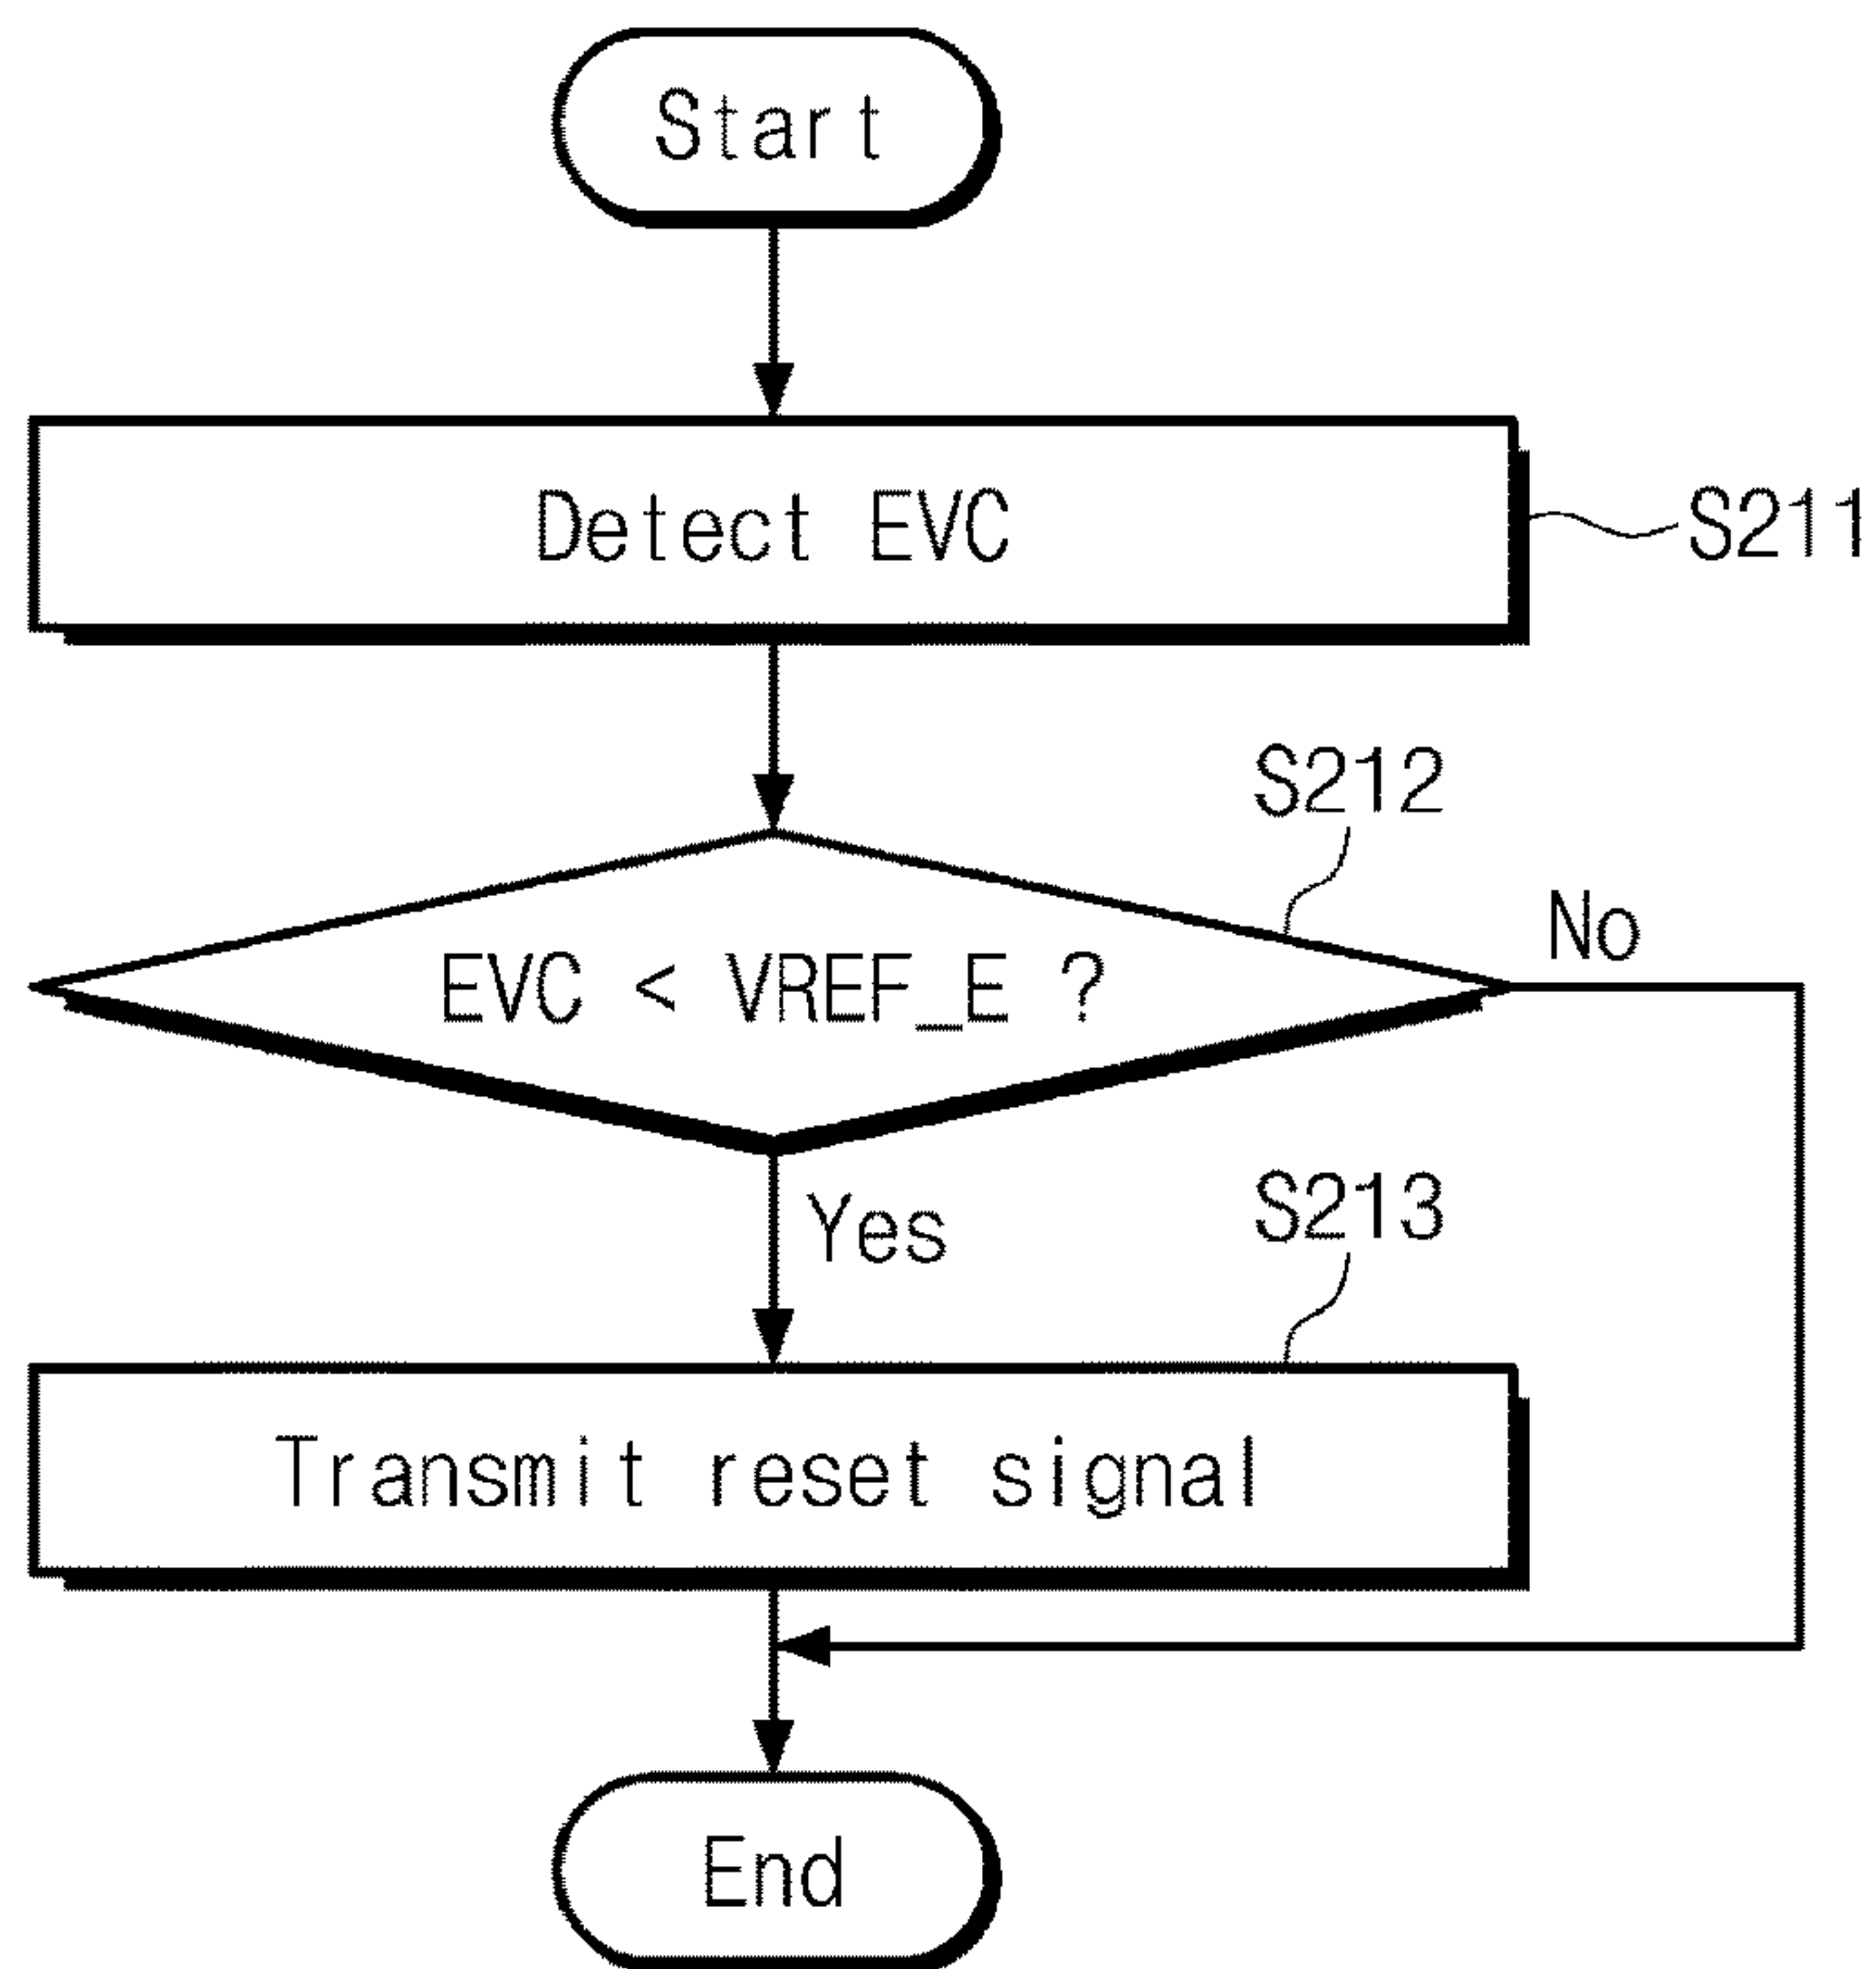 Start
Detect EVC
S211
S212
EVC < VREF_E ?
No
Yes
S213
Transmit reset signal
End